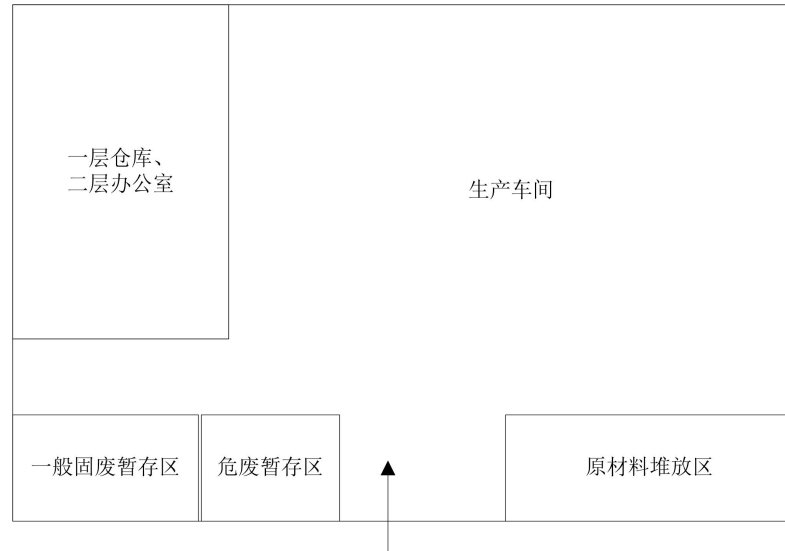 一层仓库、
二层办公室
生产车间
一般固废暂存区
危废暂存区
原材料堆放区